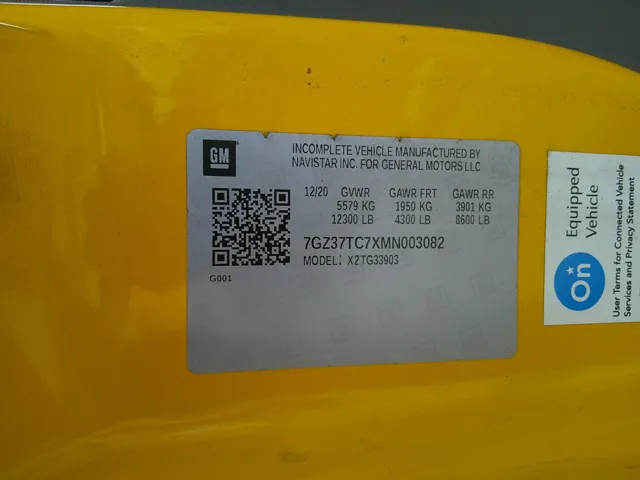 GM
INCOMPLETE VEHICLE MANUFACTURED BY
NAVISTAR INC. FOR GENERAL MOTORS LLC
12/20 GVWR GAWR FRT GAWR RR
5579 KG 1950 KG 3901 KG
12300 LB 4300 LB 8600 LB
7GZ37TC7XMN003082
MODEL: X2TG33903
G001
On
Equipped
Vehicle
User Terms for Connected Vehicle
Services and Privacy Statement